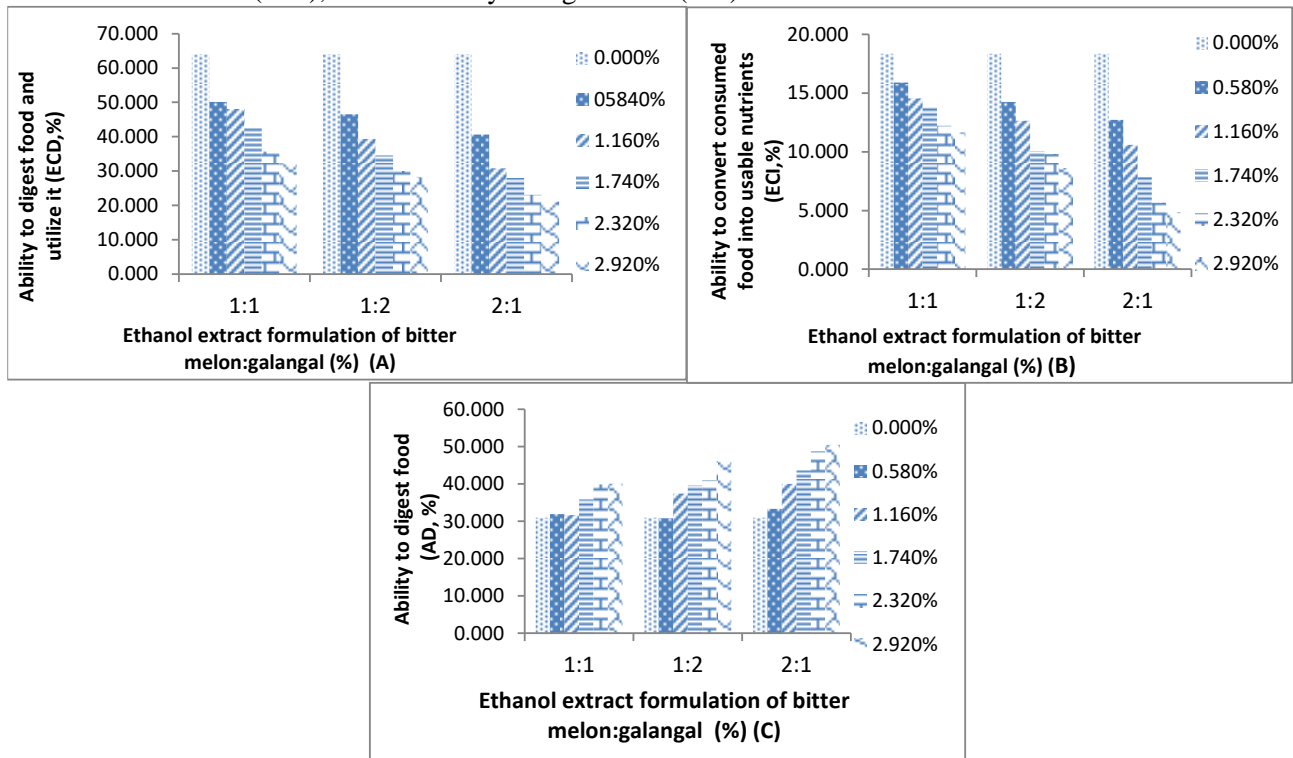 70.000
60.000
50.000
40.000
30.000
20.000
10.000
0.000
Ability to digest food and
utilize it (ECD,%)
1:1 1:2 2:1
Ethanol extract formulation of bitter
melon:galangal (%) (A)
0.000%
05840%
1.160%
1.740%
2.320%
2.920%
20.000
15.000
10.000
5.000
0.000
Ability to convert consumed
food into usable nutrients
(ECI,%)
1:1 1:2 2:1
Ethanol extract formulation of bitter
melon:galangal (%) (B)
0.000%
0.580%
1.160%
1.740%
2.320%
2.920%
60.000
50.000
40.000
30.000
20.000
10.000
0.000
Ability to digest food
(AD, %)
1:1 1:2 2:1
Ethanol extract formulation of bitter
melon:galangal (%) (C)
0.000%
0.580%
1.160%
1.740%
2.320%
2.920%